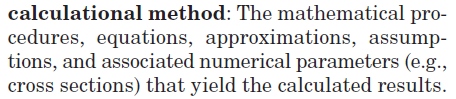 calculational method: The mathematical pro-
cedures, equations, approximations, assump-
tions, and associated numerical parameters (e.g.,
cross sections) that yield the calculated results.